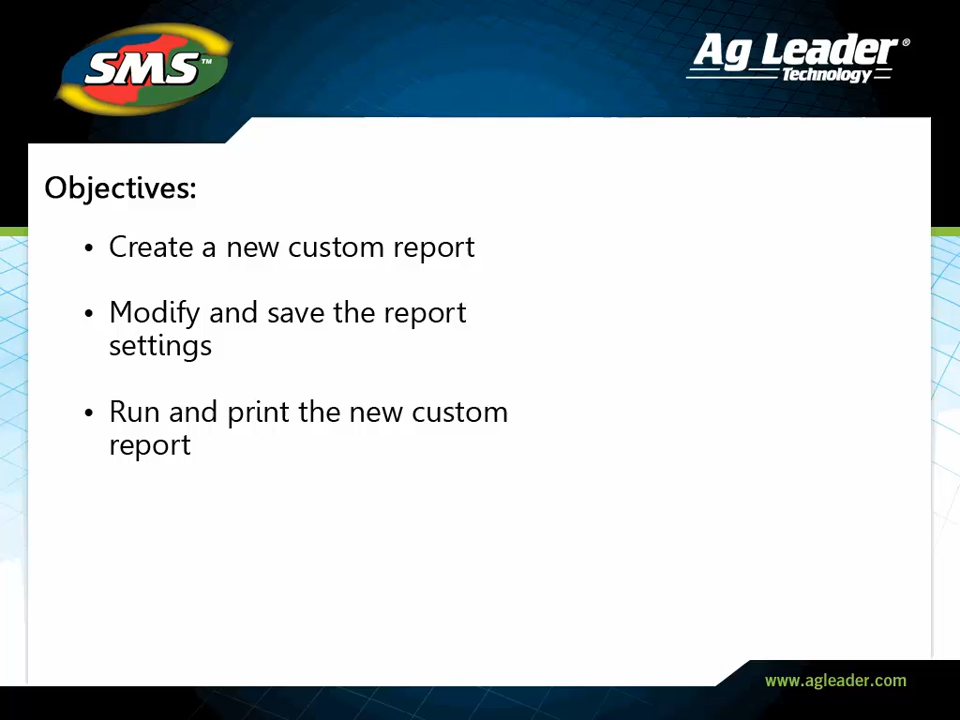 SMS™
Ag Leader®
Technology
Objectives:
• Create a new custom report
• Modify and save the report
settings
• Run and print the new custom
report
www.agleader.com